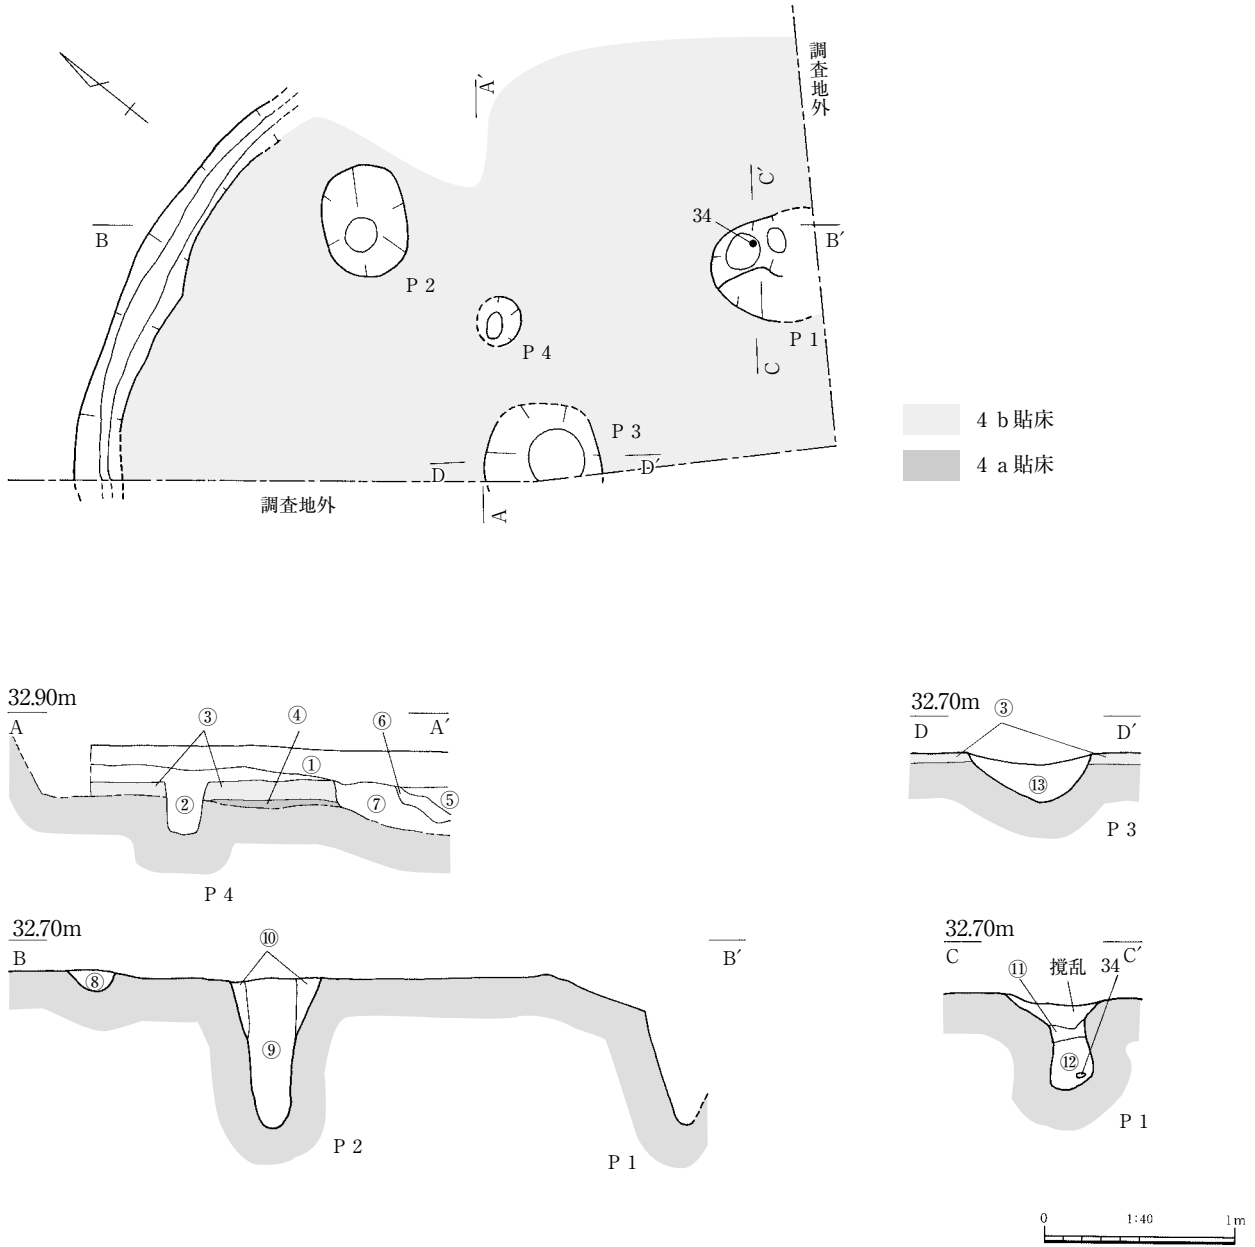 調査地外
A′
C′
34
B
B′
P 2
P 4
P 1
C
P 3
D
D′
調査地外
A
4 b 貼床
4 a 貼床
32.90m
A
③
④
⑥
A′
①
②
⑦
⑤
P 4
32.70m
D
③
D′
⑬
P 3
32.70m
B
⑩
B′
⑧
⑨
P 2
P 1
32.70m
C
⑪
撹乱
34
C′
⑫
P 1
0
1:40
1m